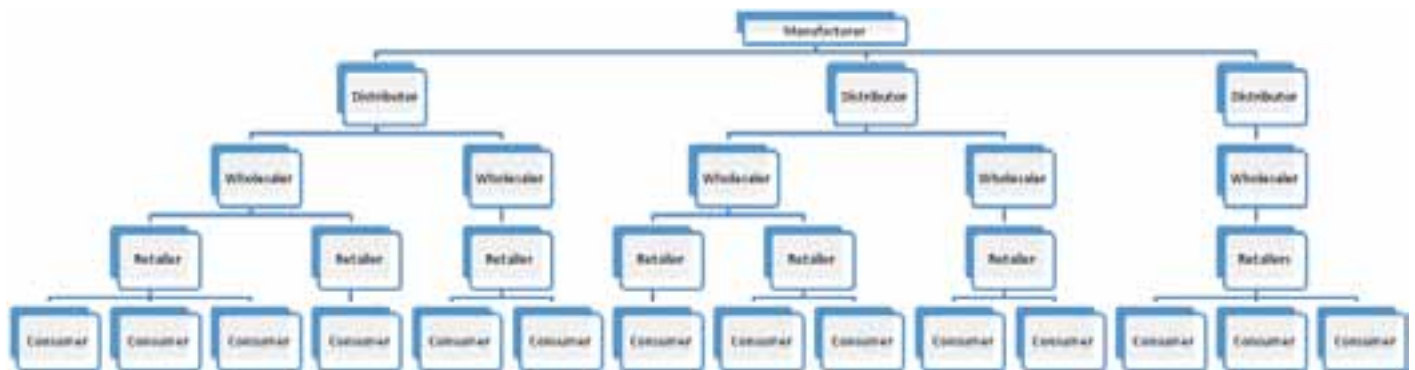 Manufacturer
Distributor Distributor Distributor
Wholesaler Wholesaler Wholesaler Wholesaler Wholesaler
Retailer Retailer Retailer Retailer Retailer Retailer Retailers
Consumer Consumer Consumer Consumer Consumer Consumer Consumer Consumer Consumer Consumer Consumer Consumer Consumer Consumer